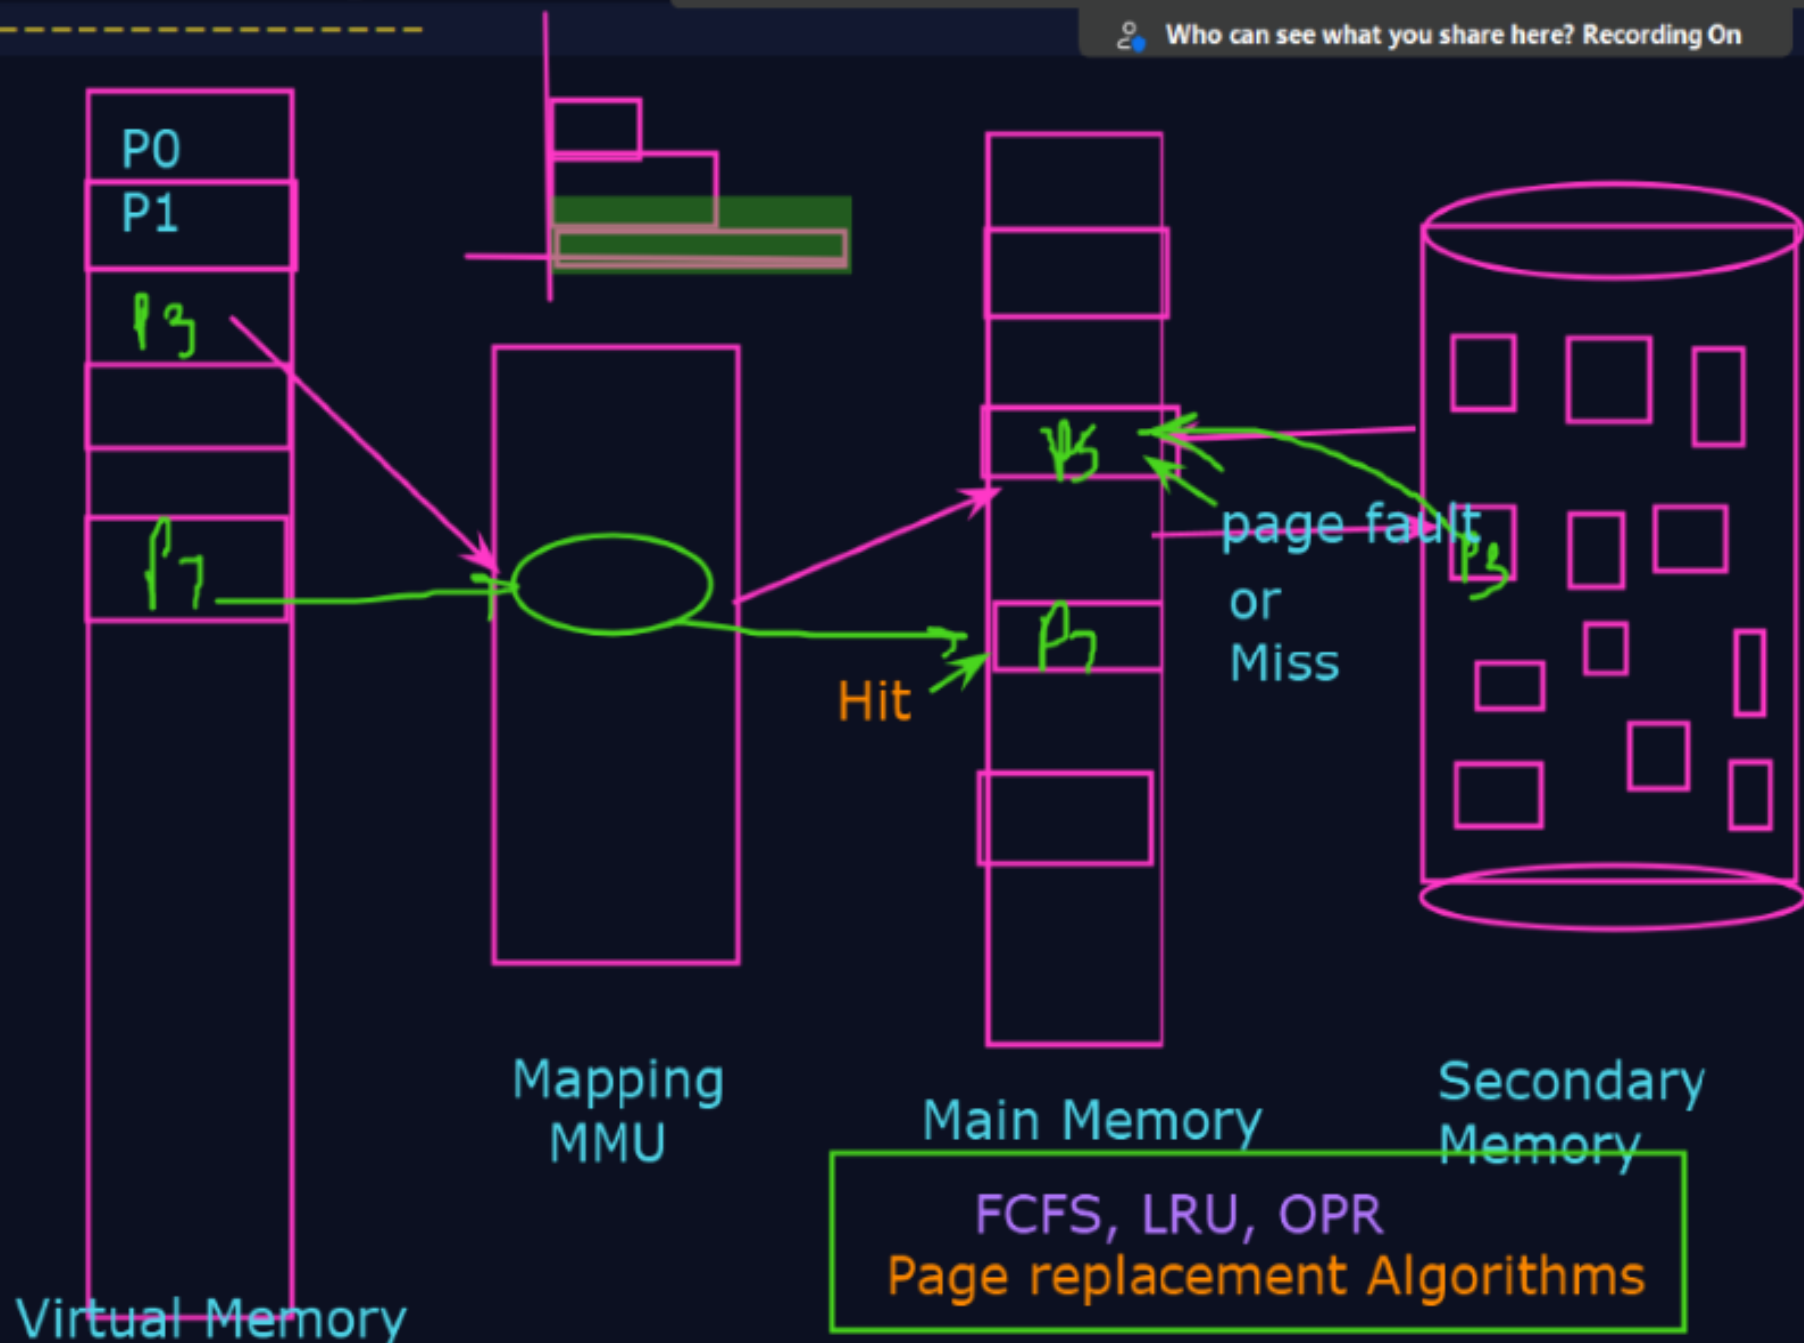 Who can see what you share here? Recording On
P0
P1
P3
P7
P3
page fault
or
Miss
P3
P7
Hit
Mapping
MMU
Main Memory
Secondary
Memory
FCFS, LRU, OPR
Page replacement Algorithms
Virtual Memory